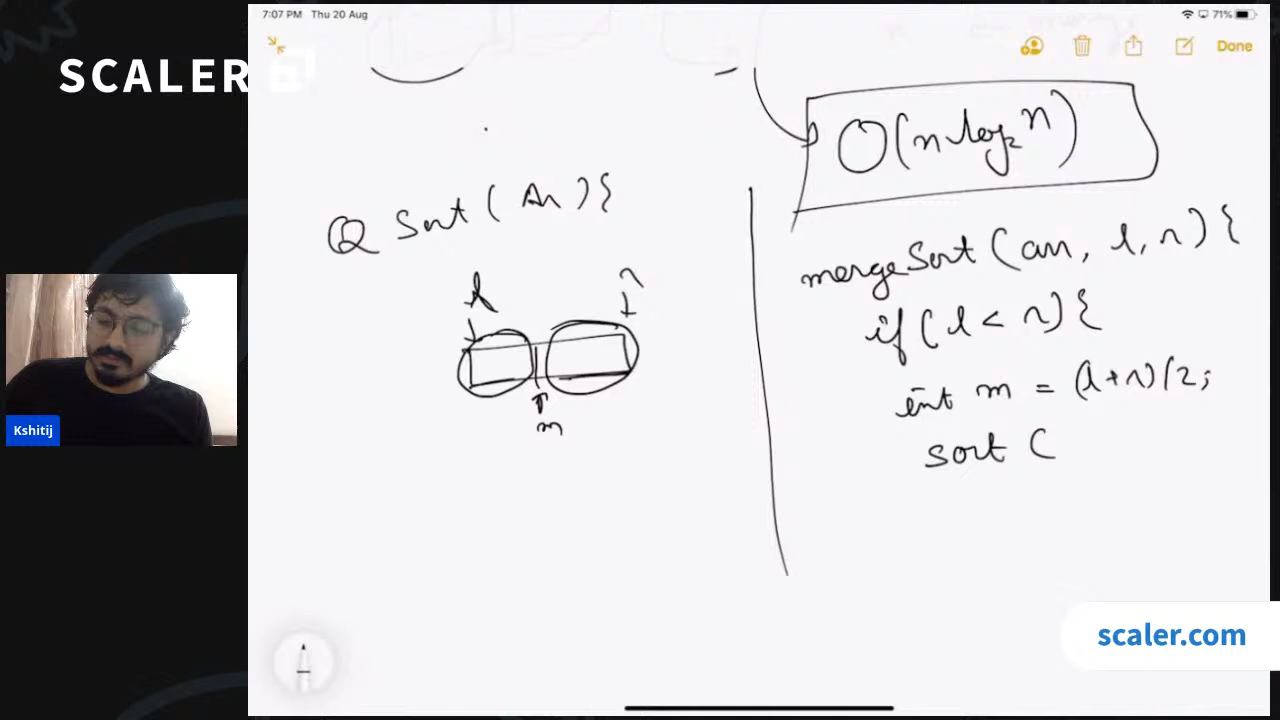 7:07 PM Thu 20 Aug
71%
Done
SCALER
O(n log₂ n)
Q Sort (Arr) {
l
r
m
mergeSort (arr, l, r) {
if (l < r) {
int m = (l+r)/2;
sort (
Kshitij
scaler.com